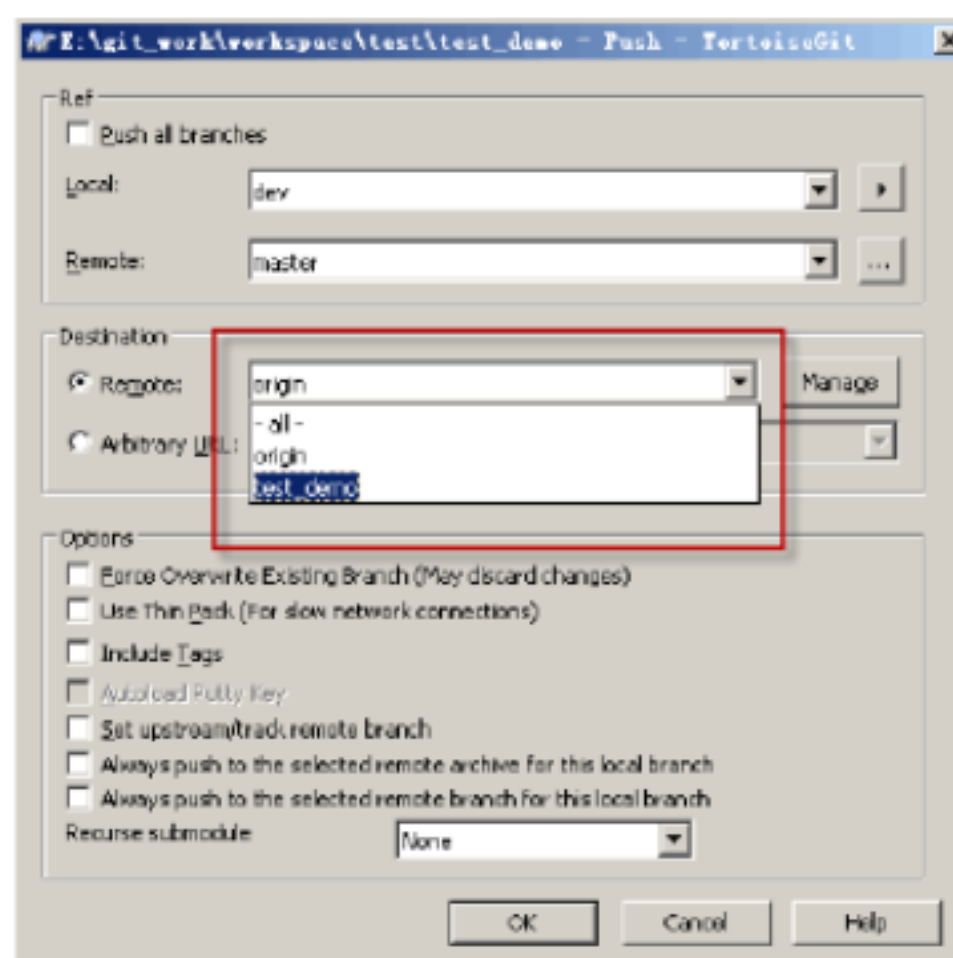 E:\git_work\workspace\test\test_demo - Push - TortoiseGit
Ref
Push all branches
Local: dev
Remote: master ...
Destination
Remote: origin Manage
- all -
Arbitrary URL: origin
test_demo
Options
Force Overwrite Existing Branch (May discard changes)
Use Thin Pack (For slow network connections)
Include Tags
Autoload Putty Key
Set upstream/track remote branch
Always push to the selected remote archive for this local branch
Always push to the selected remote branch for this local branch
Recurse submodule None
OK Cancel Help